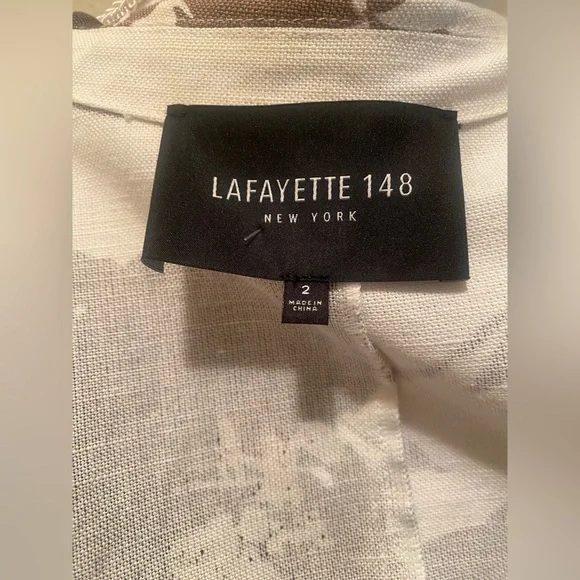 LAFAYETTE 148
NEW YORK
2
MADE IN
CHINA